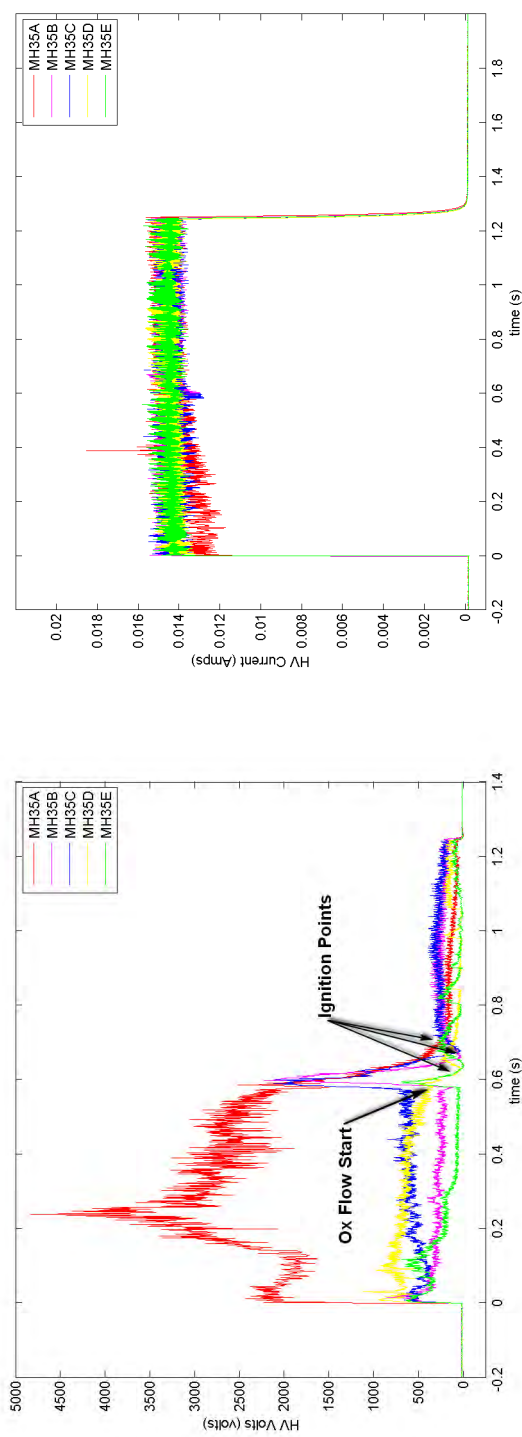 5000
4500
4000
3500
3000
2500
2000
1500
1000
500
0
HV Volts (volts)
-0.2
0
0.2
0.4
0.6
0.8
1
1.2
1.4
time (s)
MH35A
MH35B
MH35C
MH35D
MH35E
Ox Flow Start
Ignition Points
0.02
0.018
0.016
0.014
0.012
0.01
0.008
0.006
0.004
0.002
0
HV Current (Amps)
-0.2
0
0.2
0.4
0.6
0.8
1
1.2
1.4
1.6
1.8
time (s)
MH35A
MH35B
MH35C
MH35D
MH35E